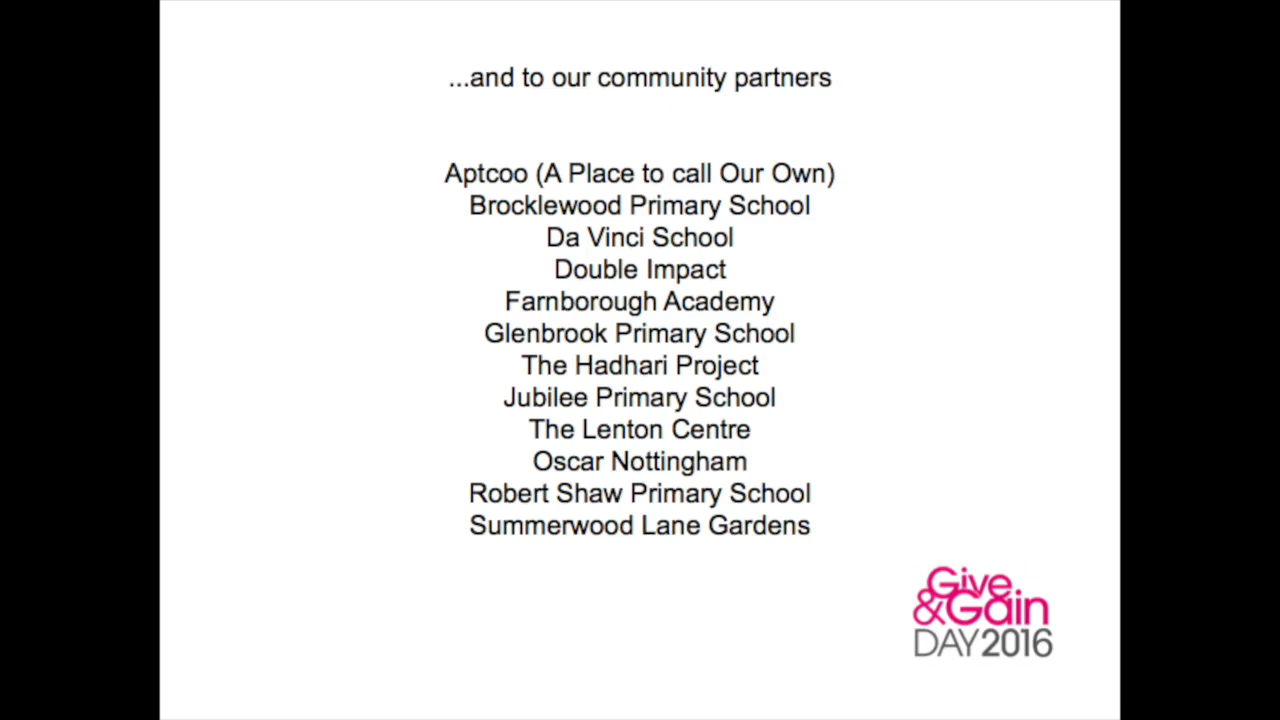 ...and to our community partners
Aptcoo (A Place to call Our Own)
Brocklewood Primary School
Da Vinci School
Double Impact
Farnborough Academy
Glenbrook Primary School
The Hadhari Project
Jubilee Primary School
The Lenton Centre
Oscar Nottingham
Robert Shaw Primary School
Summerwood Lane Gardens
Give
&Gain
DAY2016